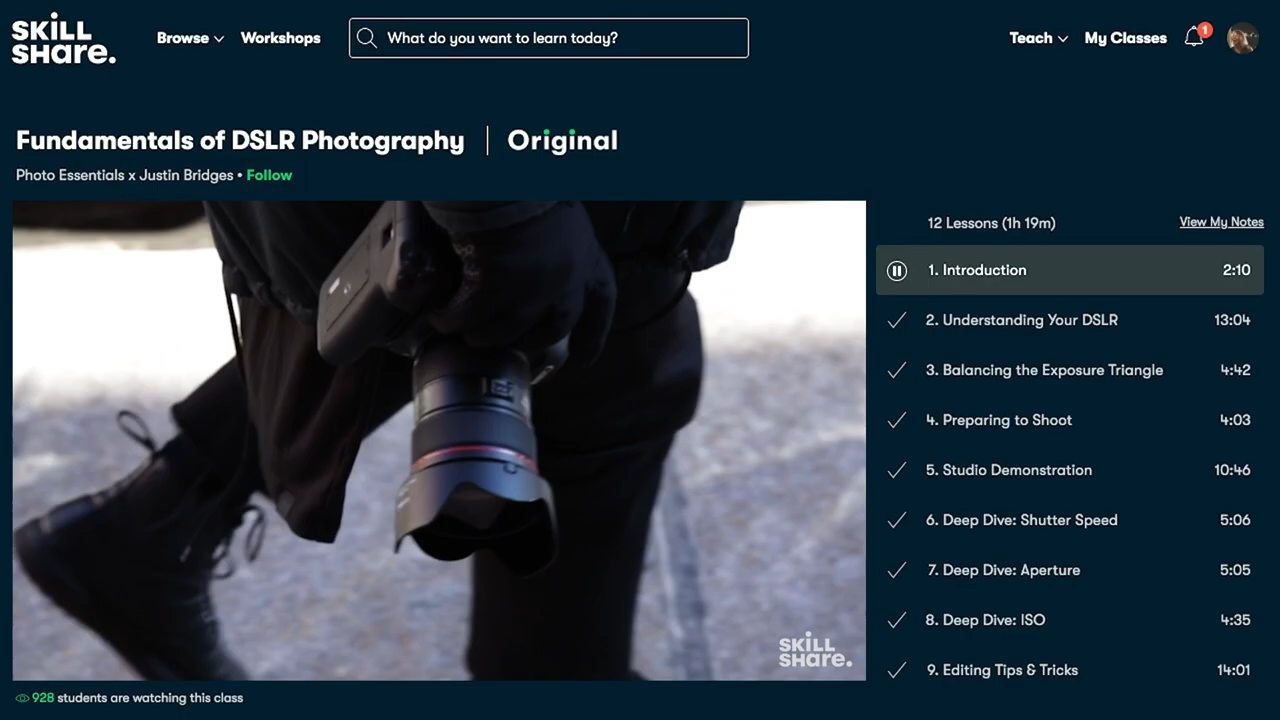 SKiLL
SHare.
Browse
Workshops
What do you want to learn today?
Teach
My Classes
1
Fundamentals of DSLR Photography | Original
Photo Essentials x Justin Bridges • Follow
12 Lessons (1h 19m)
View My Notes
1. Introduction 2:10
2. Understanding Your DSLR 13:04
3. Balancing the Exposure Triangle 4:42
4. Preparing to Shoot 4:03
5. Studio Demonstration 10:46
6. Deep Dive: Shutter Speed 5:06
7. Deep Dive: Aperture 5:05
8. Deep Dive: ISO 4:35
9. Editing Tips & Tricks 14:01
SKiLL
SHare.
928 students are watching this class